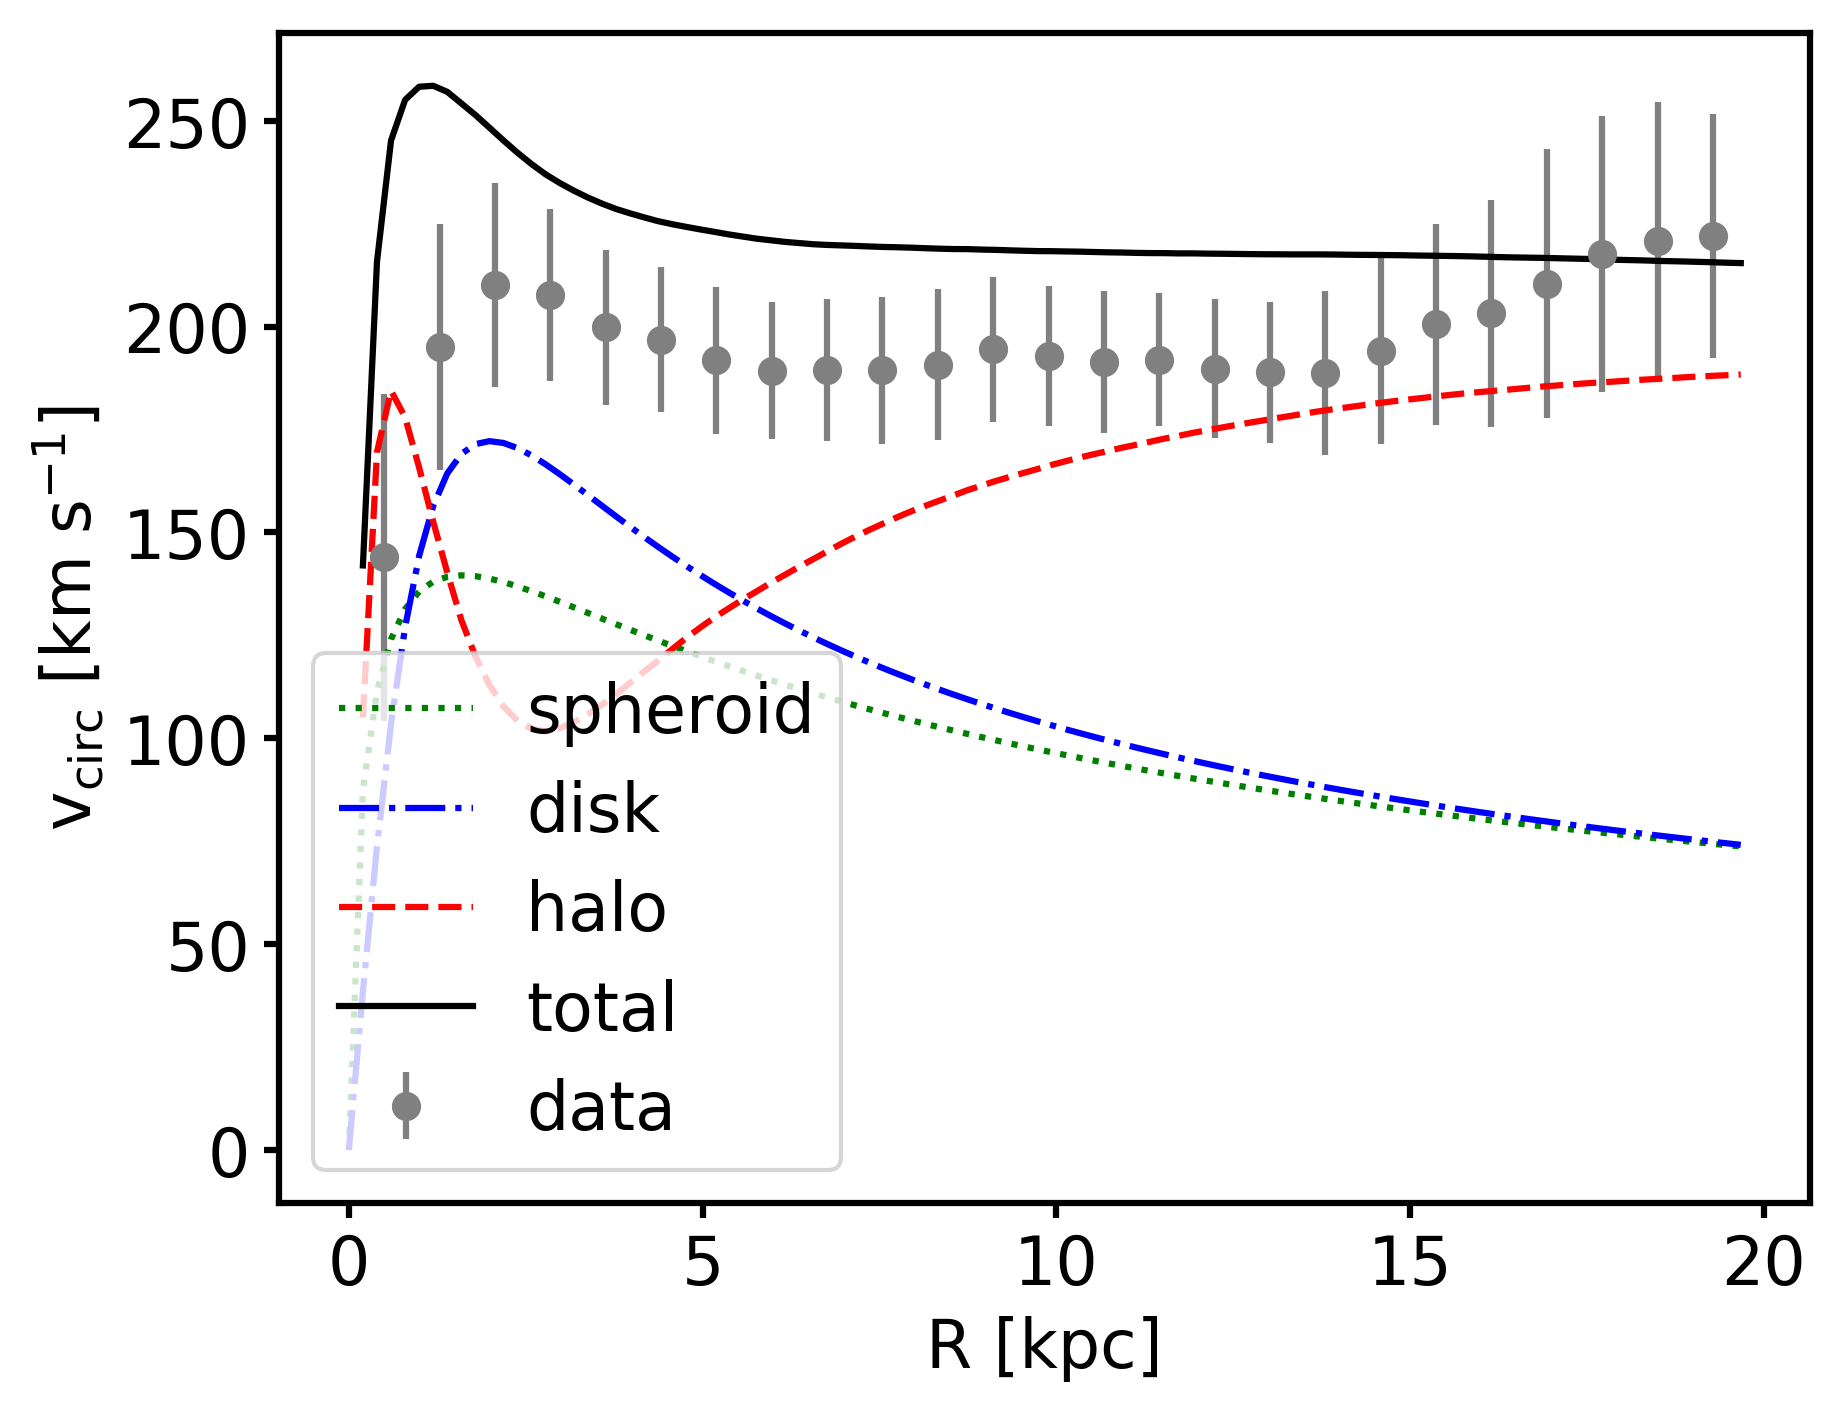 250
200
150
100
50
0
v_circ [km s⁻¹]
spheroid
disk
halo
total
data
0 5 10 15 20
R [kpc]